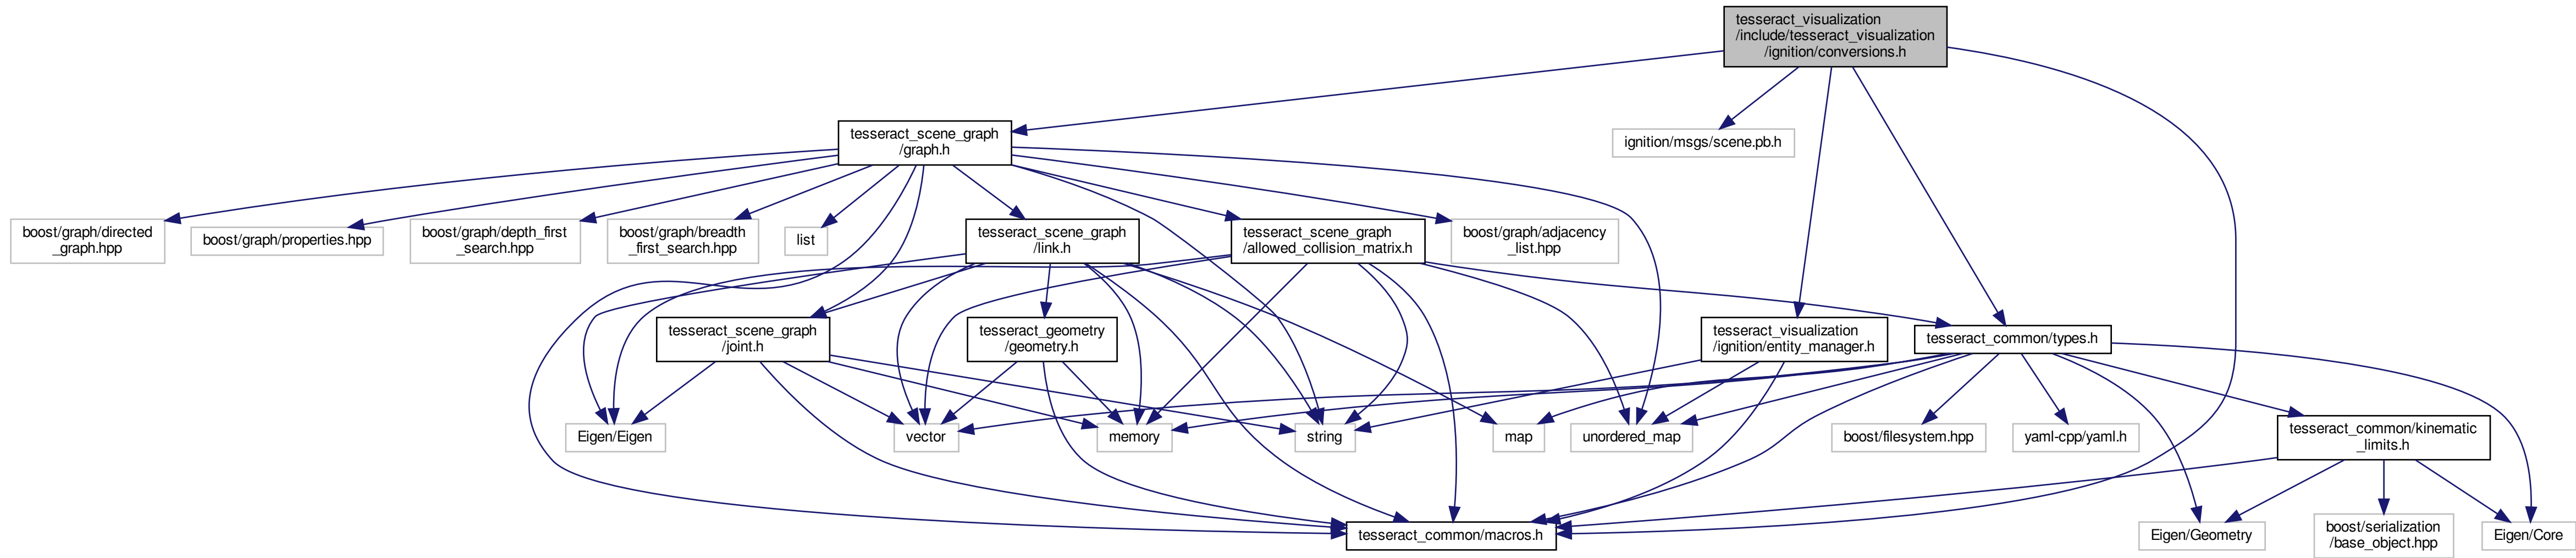 tesseract_visualization
/include/tesseract_visualization
/ignition/conversions.h
tesseract_scene_graph
/graph.h
ignition/msgs/scene.pb.h
boost/graph/directed
_graph.hpp
boost/graph/properties.hpp
boost/graph/depth_first
_search.hpp
boost/graph/breadth
_first_search.hpp
list
tesseract_scene_graph
/link.h
tesseract_scene_graph
/allowed_collision_matrix.h
boost/graph/adjacency
_list.hpp
tesseract_scene_graph
/joint.h
tesseract_geometry
/geometry.h
tesseract_visualization
/ignition/entity_manager.h
tesseract_common/types.h
Eigen/Eigen
vector
memory
string
map
unordered_map
boost/filesystem.hpp
yaml-cpp/yaml.h
tesseract_common/kinematic
_limits.h
tesseract_common/macros.h
Eigen/Geometry
boost/serialization
/base_object.hpp
Eigen/Core